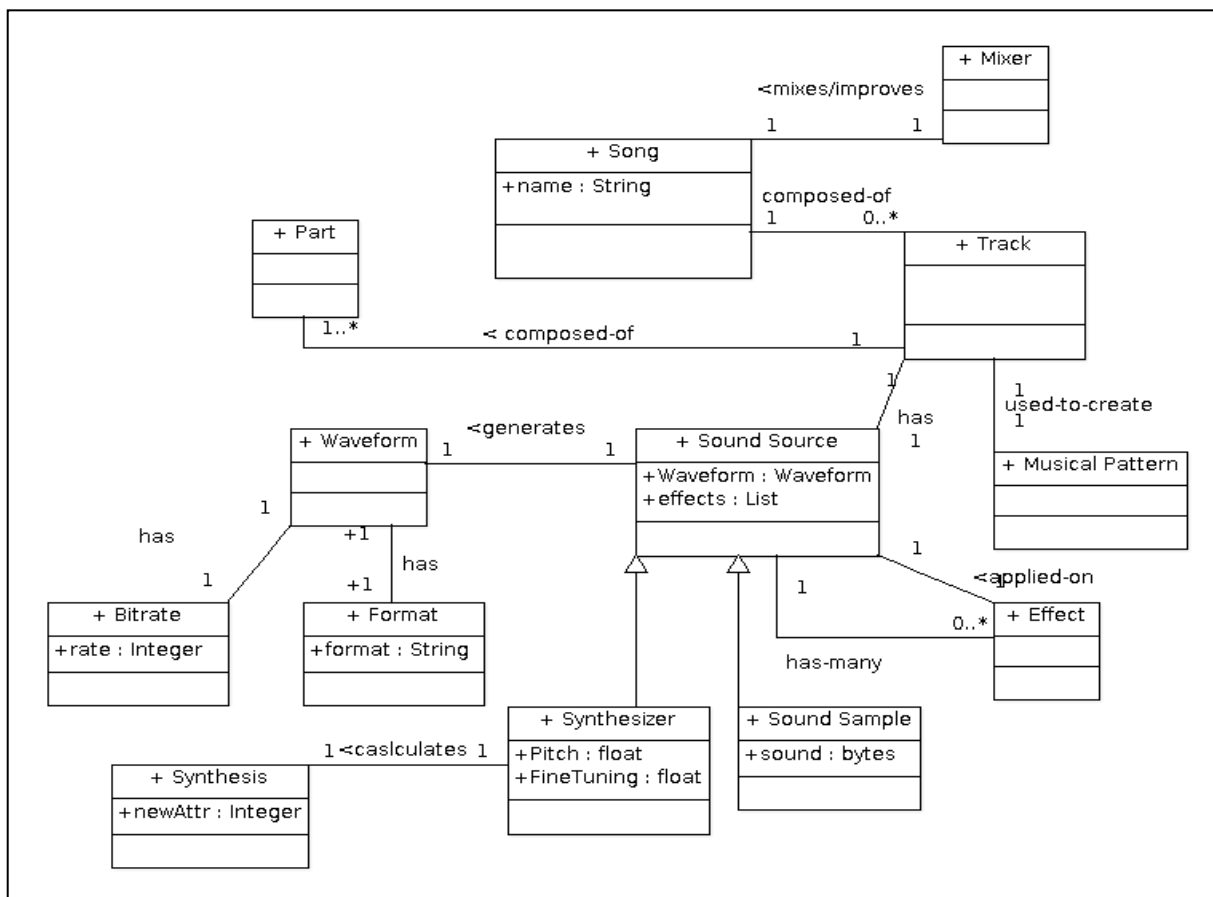 + Mixer
<mixes/improves
1
1
+ Song
+name : String
composed-of
1
0..*
+ Part
+ Track
1..*
< composed-of
1
1
1
used-to-create
1
has
1
<generates
1
1
+ Waveform
+ Sound Source
+Waveform : Waveform
+effects : List
+ Musical Pattern
1
has
1
+1
has
+1
1
<applied-on
1
1
0..*
has-many
+ Bitrate
+rate : Integer
+ Format
+format : String
+ Effect
+ Synthesizer
+Pitch : float
+FineTuning : float
+ Sound Sample
+sound : bytes
1 <caslculates 1
+ Synthesis
+newAttr : Integer